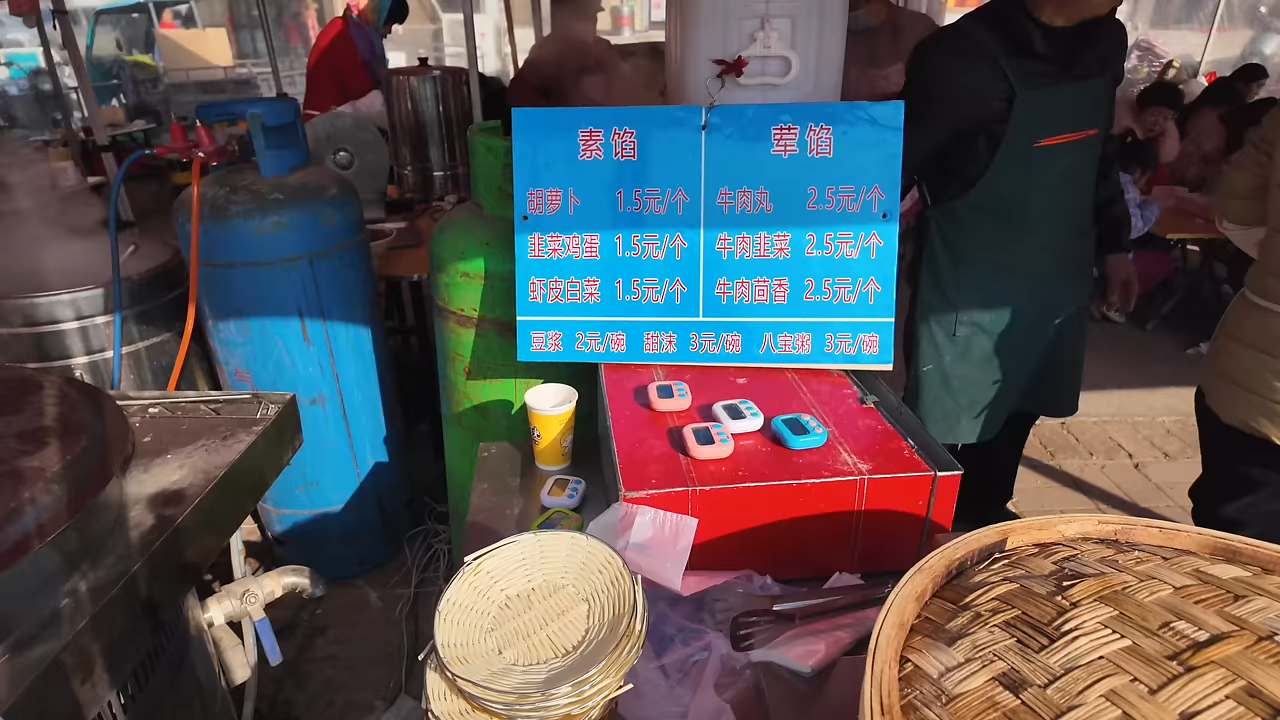 素馅
胡萝卜 1.5元/个
韭菜鸡蛋 1.5元/个
虾皮白菜 1.5元/个
荤馅
牛肉丸 2.5元/个
牛肉韭菜 2.5元/个
牛肉茴香 2.5元/个
豆浆 2元/碗 甜沫 3元/碗 八宝粥 3元/碗